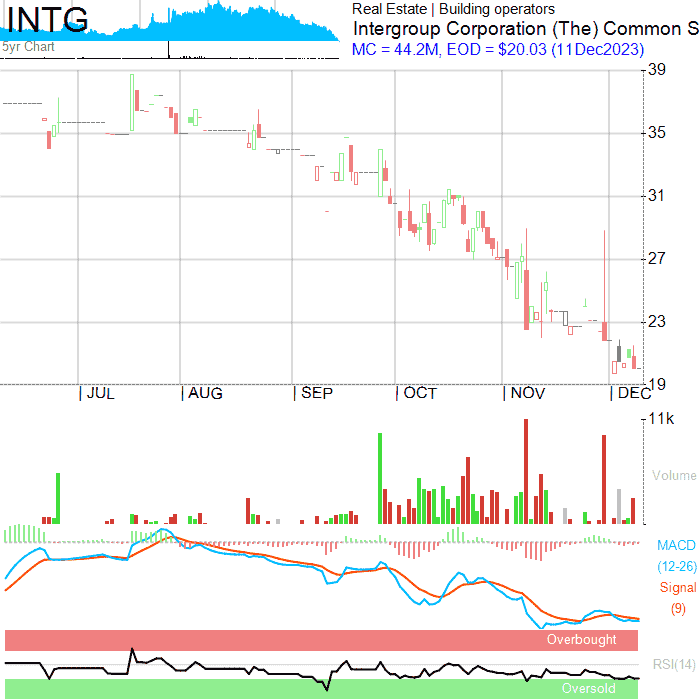 INTG
5yr Chart
Real Estate | Building operators
Intergroup Corporation (The) Common S
MC = 44.2M, EOD = $20.03 (11Dec2023)
39
35
31
27
23
19
| JUL | AUG | SEP | OCT | NOV | DEC
11k
Volume
MACD
(12-26)
Signal
(9)
Overbought
RSI(14)
Oversold